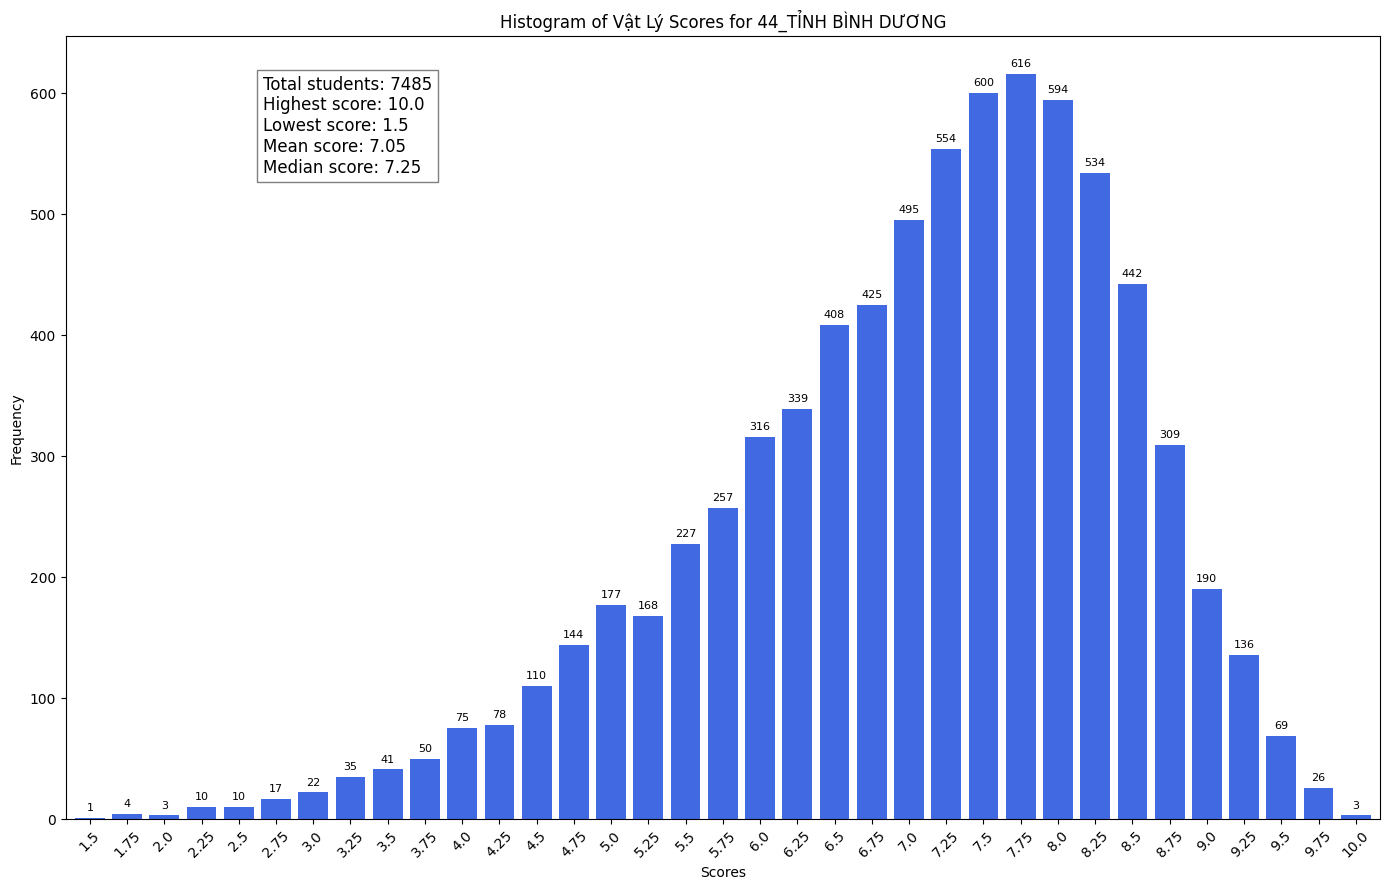 Histogram of Vật Lý Scores for 44_TỈNH BÌNH DƯƠNG
Total students: 7485
Highest score: 10.0
Lowest score: 1.5
Mean score: 7.05
Median score: 7.25
Frequency
600
500
400
300
200
100
0
1 4 3 10 10 17 22 35 41 50 75 78 110 144 177 168 227 257 316 339 408 425 495 554 600 616 594 534 442 309 190 136 69 26 3
1.5 1.75 2.0 2.25 2.5 2.75 3.0 3.25 3.5 3.75 4.0 4.25 4.5 4.75 5.0 5.25 5.5 5.75 6.0 6.25 6.5 6.75 7.0 7.25 7.5 7.75 8.0 8.25 8.5 8.75 9.0 9.25 9.5 9.75 10.0
Scores